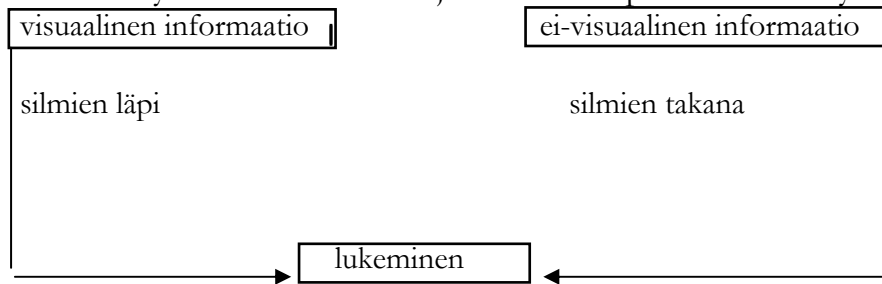 visuaalinen informaatio
ei-visuaalinen informaatio
silmien läpi
silmien takana
lukeminen